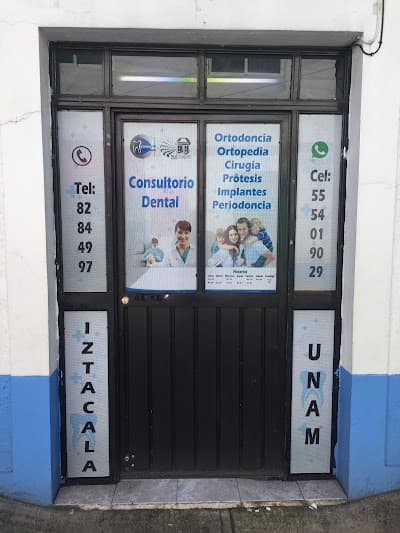 Tel:
82
84
49
97
Consultorio
Dental
Ortodoncia
Ortopedia
Cirugía
Prótesis
Implantes
Periodoncia
Horario
Cel:
55
54
01
90
29
IZTACALA
UNAM